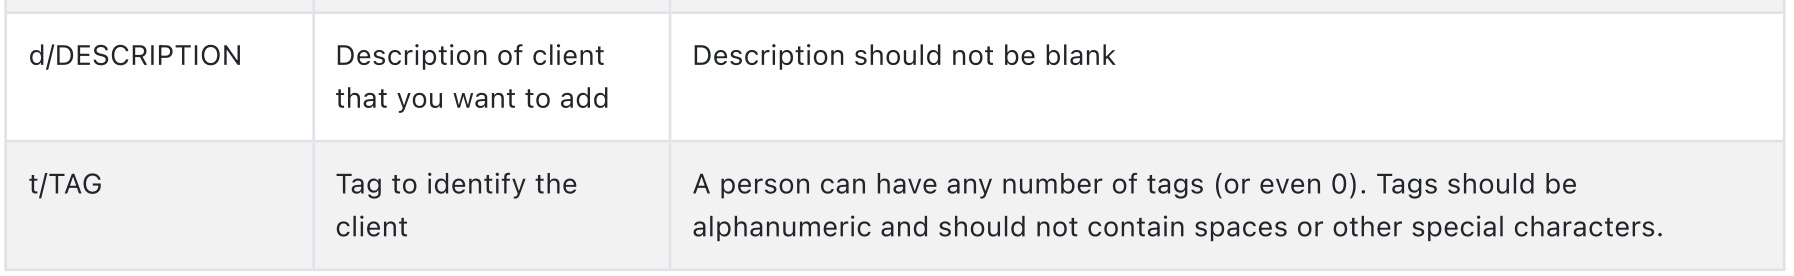 d/DESCRIPTION
Description of client
that you want to add
Description should not be blank
t/TAG
Tag to identify the
client
A person can have any number of tags (or even 0). Tags should be
alphanumeric and should not contain spaces or other special characters.